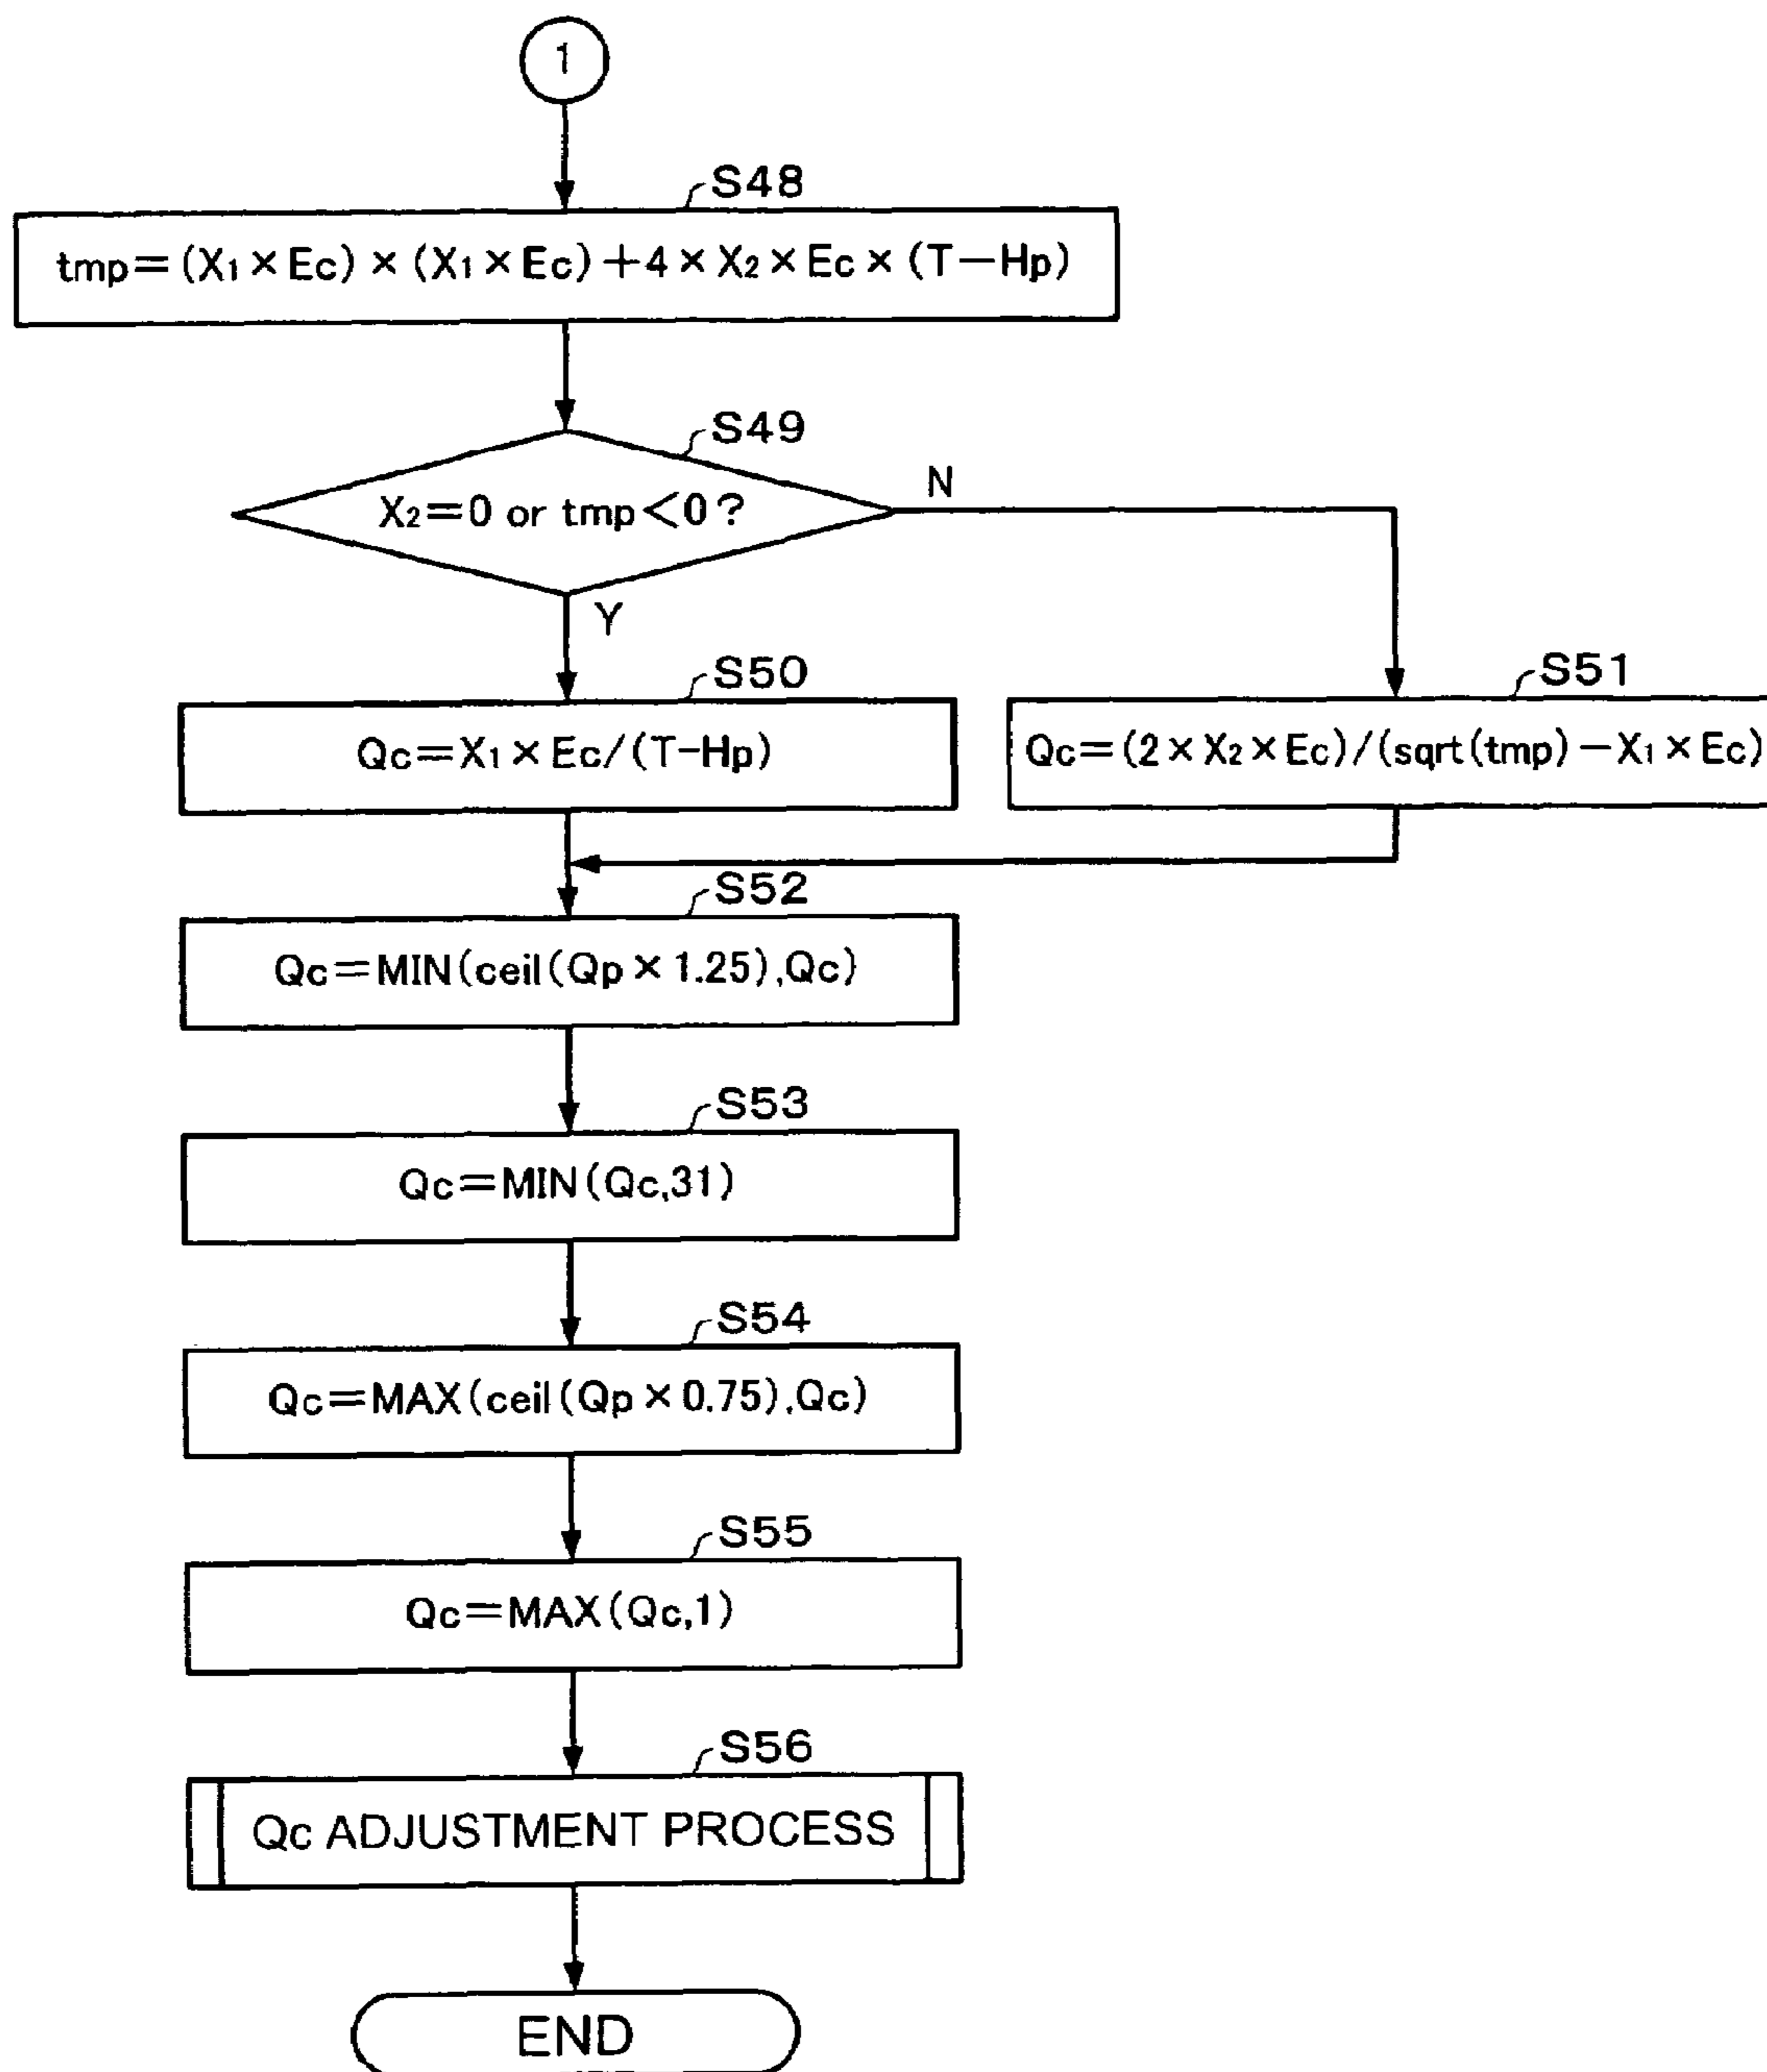 1
S48
tmp=(X₁×Ec)×(X₁×Ec)+4×X₂×Ec×(T-Hp)
S49
X₂=0 or tmp<0?
N
Y
S50
Qc=X₁×Ec/(T-Hp)
S51
Qc=(2×X₂×Ec)/(sqrt(tmp)-X₁×Ec)
S52
Qc=MIN(ceil(Qp×1.25),Qc)
S53
Qc=MIN(Qc,31)
S54
Qc=MAX(ceil(Qp×0.75),Qc)
S55
Qc=MAX(Qc,1)
S56
Qc ADJUSTMENT PROCESS
END